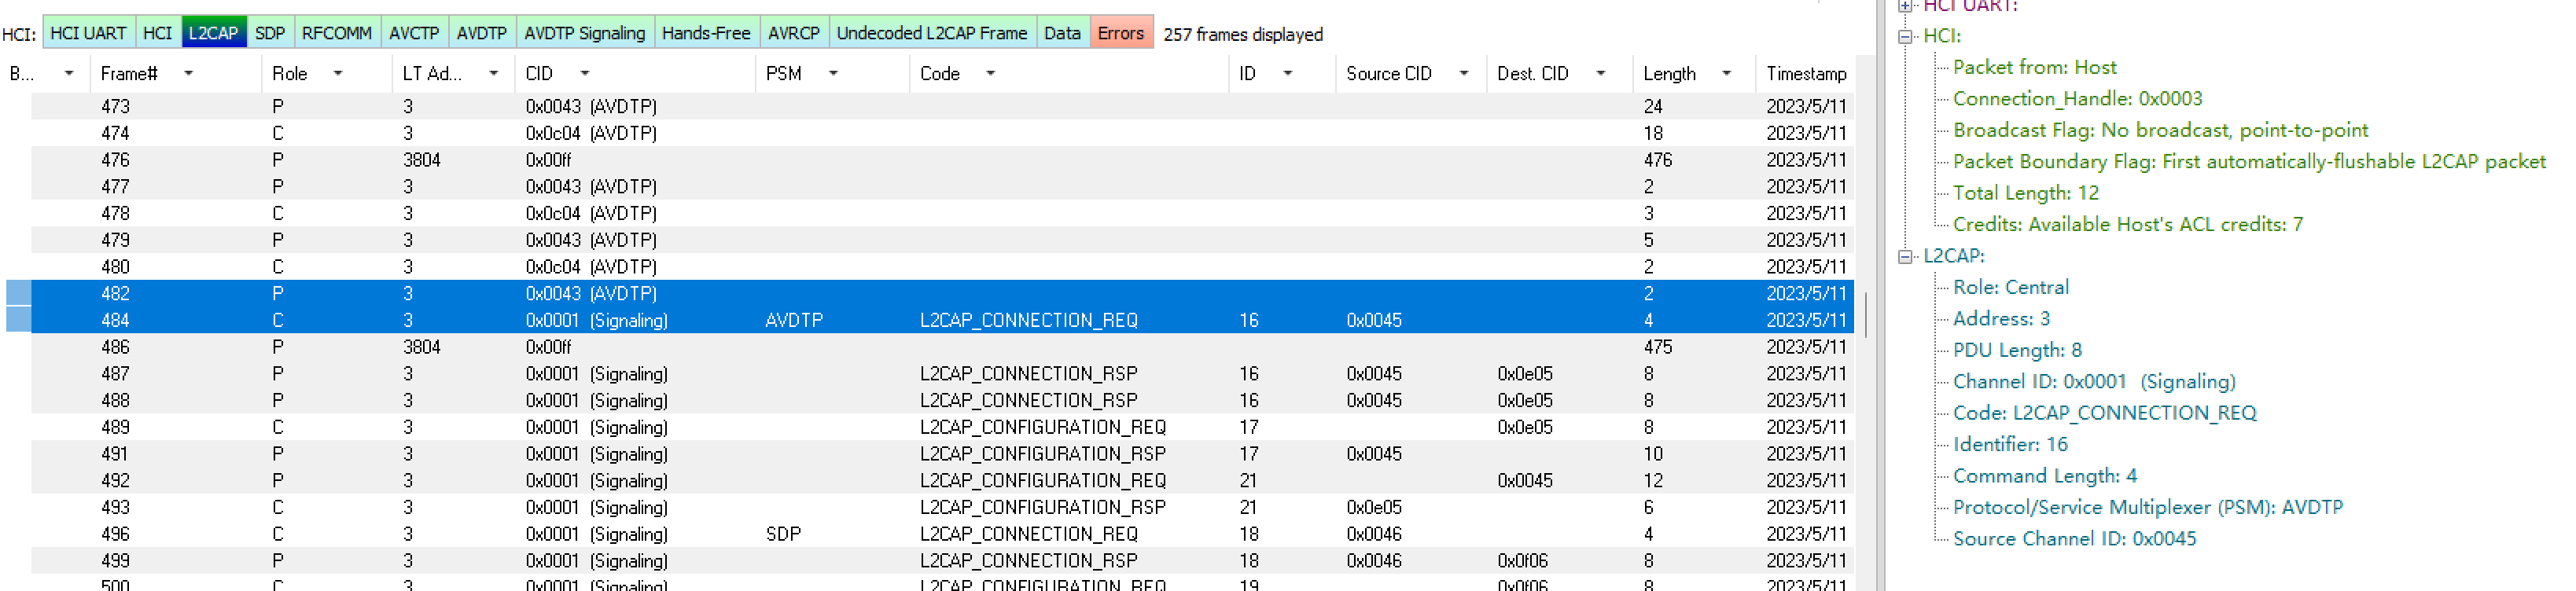 HCI: HCI UART HCI L2CAP SDP RFCOMM AVCTP AVDTP AVDTP Signaling Hands-Free AVRCP Undecoded L2CAP Frame Data Errors 257 frames displayed
B... Frame# Role LT Ad... CID PSM Code ID Source CID Dest. CID Length Timestamp
473 P 3 0x0043 (AVDTP) 24 2023/5/11
474 C 3 0x0c04 (AVDTP) 18 2023/5/11
476 P 3804 0x00ff 476 2023/5/11
477 P 3 0x0043 (AVDTP) 2 2023/5/11
478 C 3 0x0c04 (AVDTP) 3 2023/5/11
479 P 3 0x0043 (AVDTP) 5 2023/5/11
480 C 3 0x0c04 (AVDTP) 2 2023/5/11
482 P 3 0x0043 (AVDTP) 2 2023/5/11
484 C 3 0x0001 (Signaling) AVDTP L2CAP_CONNECTION_REQ 16 0x0045 4 2023/5/11
486 P 3804 0x00ff 475 2023/5/11
487 P 3 0x0001 (Signaling) L2CAP_CONNECTION_RSP 16 0x0045 0x0e05 8 2023/5/11
488 P 3 0x0001 (Signaling) L2CAP_CONNECTION_RSP 16 0x0045 0x0e05 8 2023/5/11
489 C 3 0x0001 (Signaling) L2CAP_CONFIGURATION_REQ 17 0x0e05 8 2023/5/11
491 P 3 0x0001 (Signaling) L2CAP_CONFIGURATION_RSP 17 0x0045 10 2023/5/11
492 P 3 0x0001 (Signaling) L2CAP_CONFIGURATION_REQ 21 0x0045 12 2023/5/11
493 C 3 0x0001 (Signaling) L2CAP_CONFIGURATION_RSP 21 0x0e05 6 2023/5/11
496 C 3 0x0001 (Signaling) SDP L2CAP_CONNECTION_REQ 18 0x0046 4 2023/5/11
499 P 3 0x0001 (Signaling) L2CAP_CONNECTION_RSP 18 0x0046 0x0f06 8 2023/5/11
500 C 3 0x0001 (Signaling) L2CAP_CONFIGURATION_REQ 19 0x0f06 8 2023/5/11
HCI UART:
HCI:
Packet from: Host
Connection_Handle: 0x0003
Broadcast Flag: No broadcast, point-to-point
Packet Boundary Flag: First automatically-flushable L2CAP packet
Total Length: 12
Credits: Available Host's ACL credits: 7
L2CAP:
Role: Central
Address: 3
PDU Length: 8
Channel ID: 0x0001 (Signaling)
Code: L2CAP_CONNECTION_REQ
Identifier: 16
Command Length: 4
Protocol/Service Multiplexer (PSM): AVDTP
Source Channel ID: 0x0045